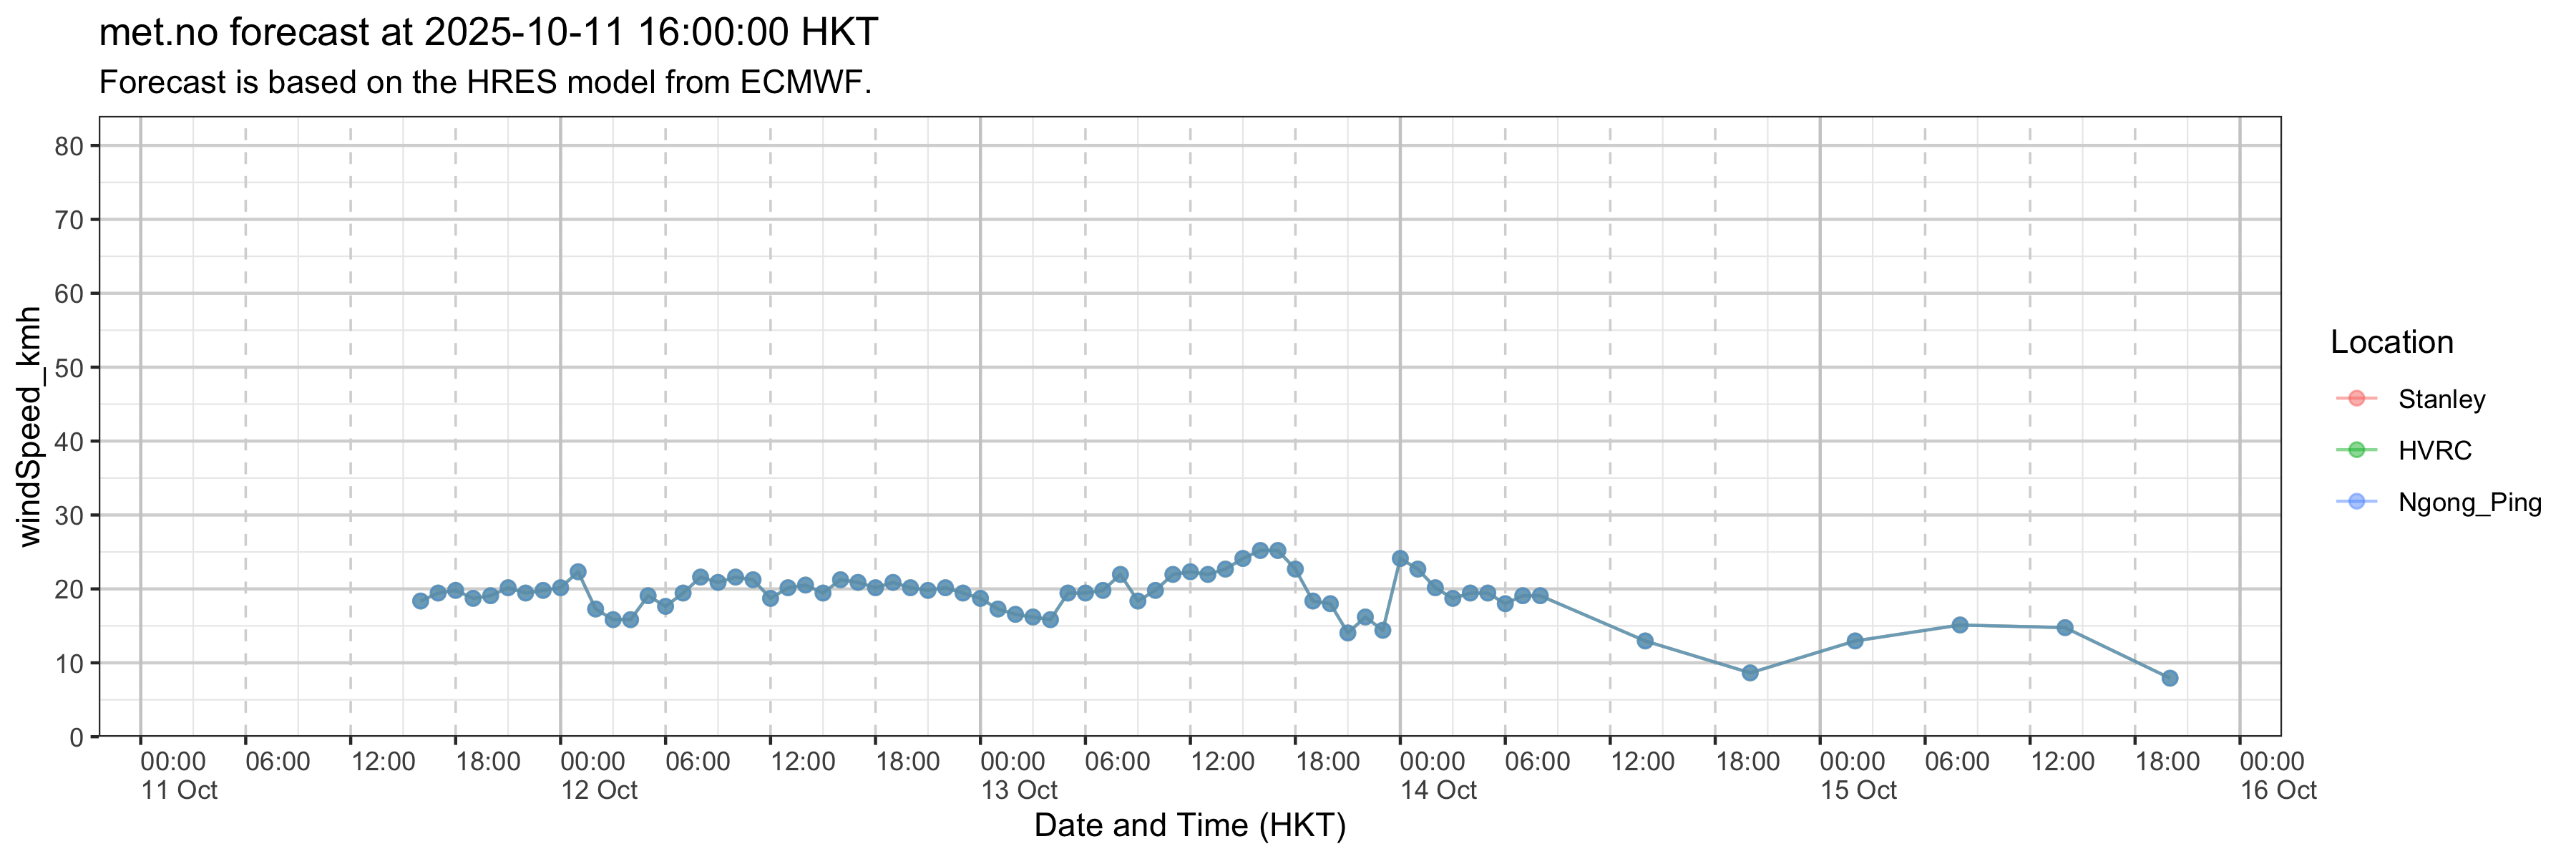 met.no forecast at 2025-10-11 16:00:00 HKT
Forecast is based on the HRES model from ECMWF.
windSpeed_kmh
80
70
60
50
40
30
20
10
0
00:00 06:00 12:00 18:00 00:00 06:00 12:00 18:00 00:00 06:00 12:00 18:00 00:00 06:00 12:00 18:00 00:00 06:00 12:00 18:00 00:00
11 Oct 12 Oct 13 Oct 14 Oct 15 Oct 16 Oct
Date and Time (HKT)
Location
Stanley
HVRC
Ngong_Ping